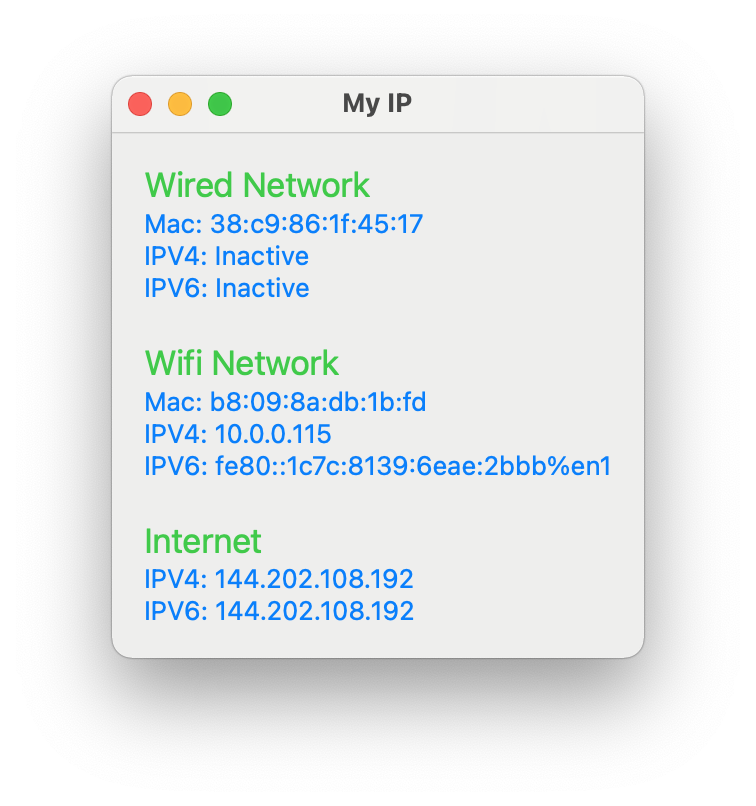 My IP
Wired Network
Mac: 38:c9:86:1f:45:17
IPV4: Inactive
IPV6: Inactive
Wifi Network
Mac: b8:09:8a:db:1b:fd
IPV4: 10.0.0.115
IPV6: fe80::1c7c:8139:6eae:2bbb%en1
Internet
IPV4: 144.202.108.192
IPV6: 144.202.108.192